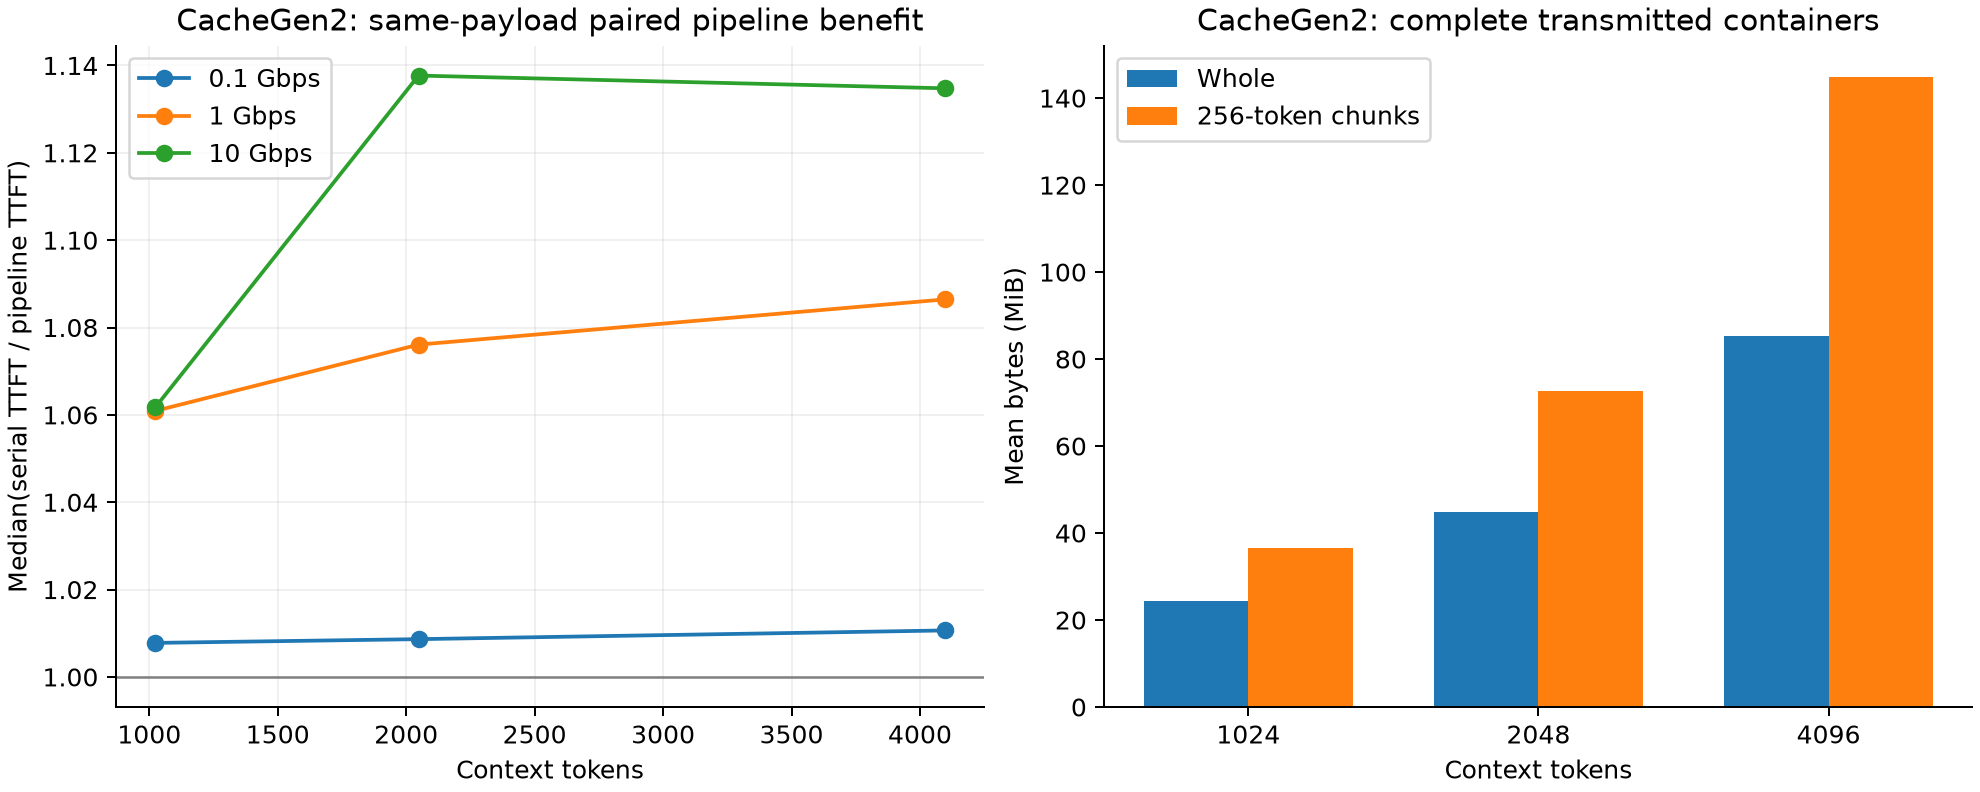 CacheGen2: same-payload paired pipeline benefit
Median(serial TTFT / pipeline TTFT)
1.14
1.12
1.10
1.08
1.06
1.04
1.02
1.00
0.1 Gbps
1 Gbps
10 Gbps
1000 1500 2000 2500 3000 3500 4000
Context tokens
CacheGen2: complete transmitted containers
Mean bytes (MiB)
140
120
100
80
60
40
20
0
Whole
256-token chunks
1024 2048 4096
Context tokens